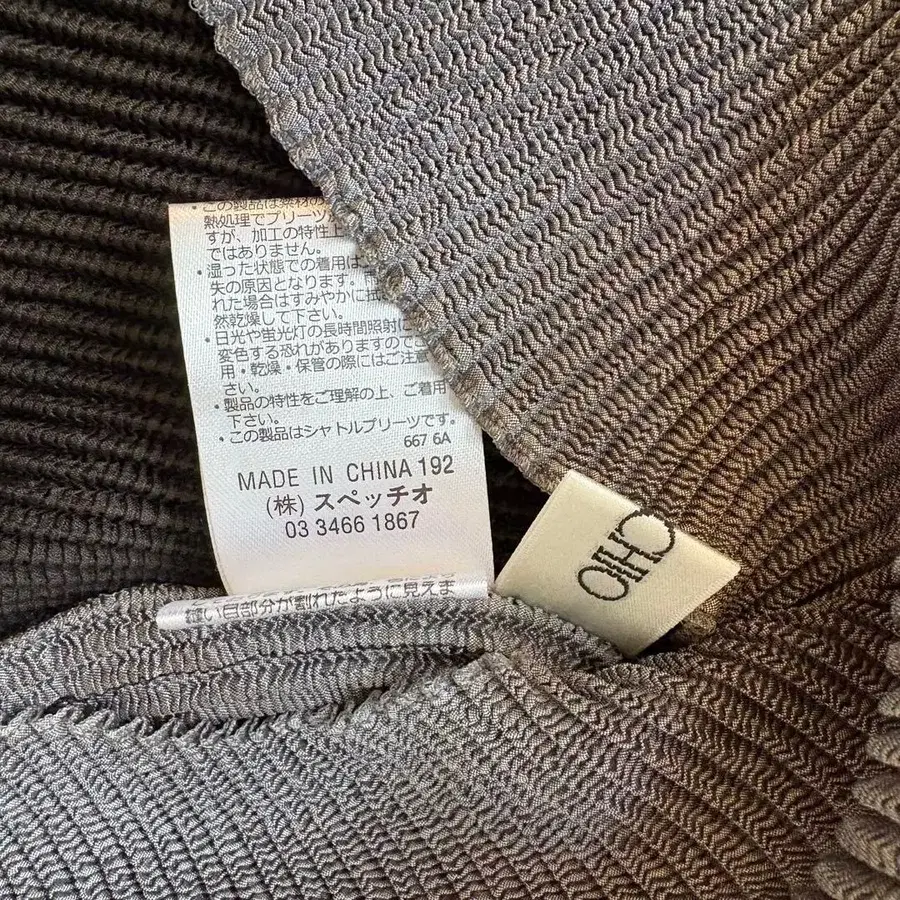 ・この製品は素材の
熱処理でプリーツ
すが、加工の特性上
ではありません。
・湿った状態での着用は
失の原因となります。
れた場合はすみやかに
然乾燥して下さい。
・日光や蛍光灯の長時間照射に
変色する恐れがありますのでご
用・乾燥・保管の際にはご注意
さい。
・製品の特性をご理解の上、ご着用
下さい。
・この製品はシャトルプリーツです。
667 6A
MADE IN CHINA 192
(株) スペッチオ
03 3466 1867
縫い目部分が割れたように見えま
CHIO